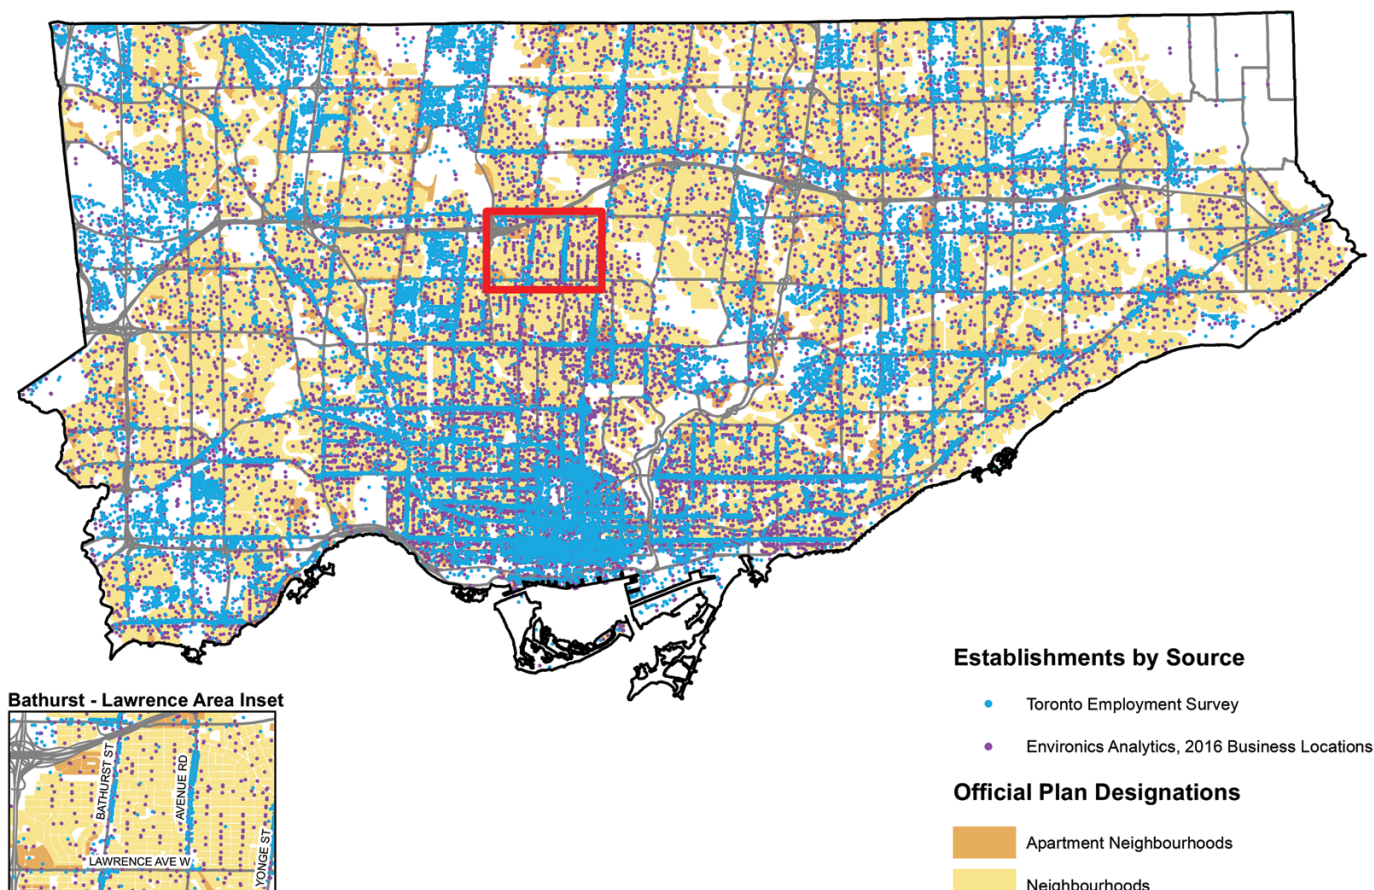 Establishments by Source
Toronto Employment Survey
Environics Analytics, 2016 Business Locations
Official Plan Designations
Apartment Neighbourhoods
Neighbourhoods
Bathurst - Lawrence Area Inset
BATHURST ST
AVENUE RD
LAWRENCE AVE W
YONGE ST